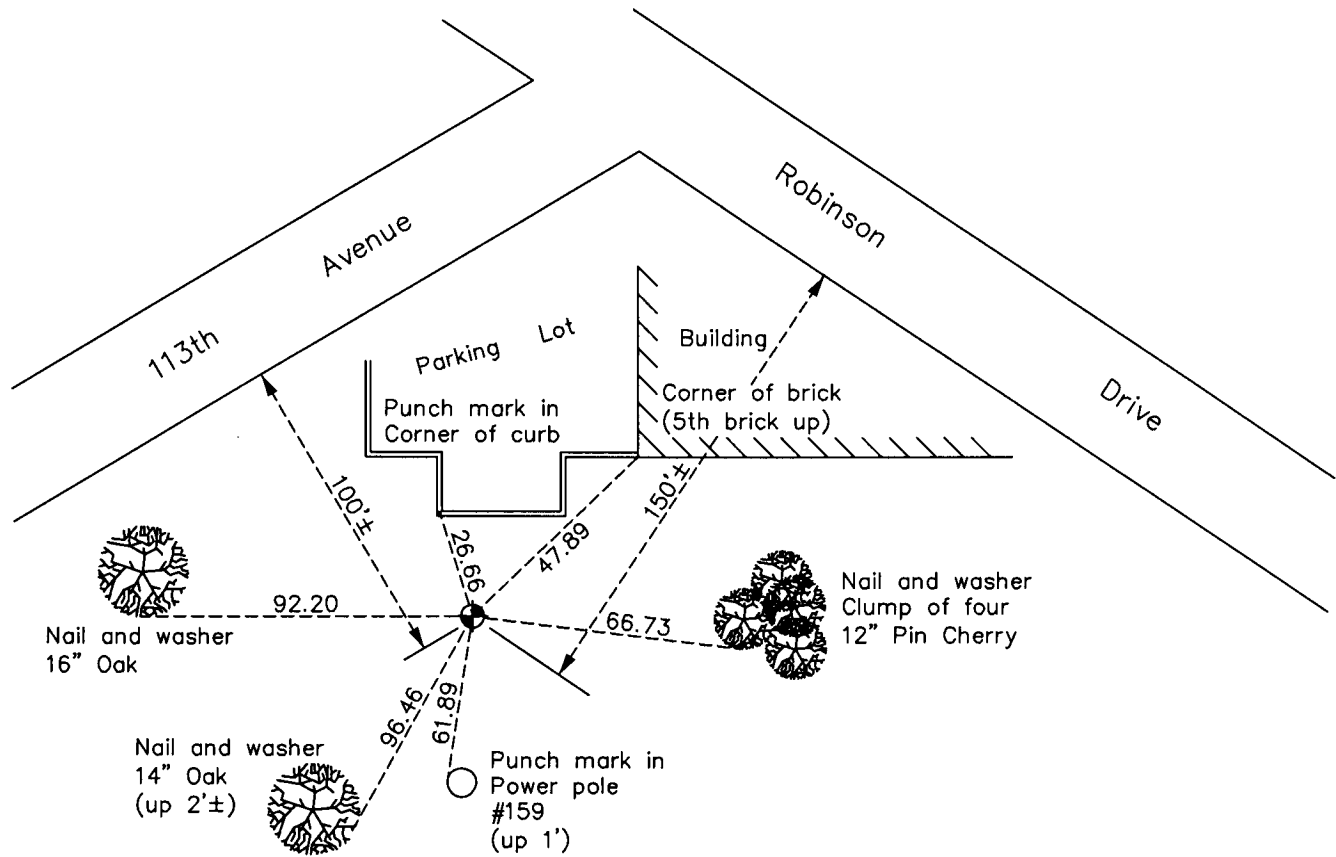 Robinson
Drive
113th
Avenue
Parking Lot
Building
Punch mark in
Corner of curb
Corner of brick
(5th brick up)
100'±
150'±
26.66
47.89
92.20
66.73
96.46
61.89
Nail and washer
16" Oak
Nail and washer
Clump of four
12" Pin Cherry
Nail and washer
14" Oak
(up 2'±)
Punch mark in
Power pole
#159
(up 1')